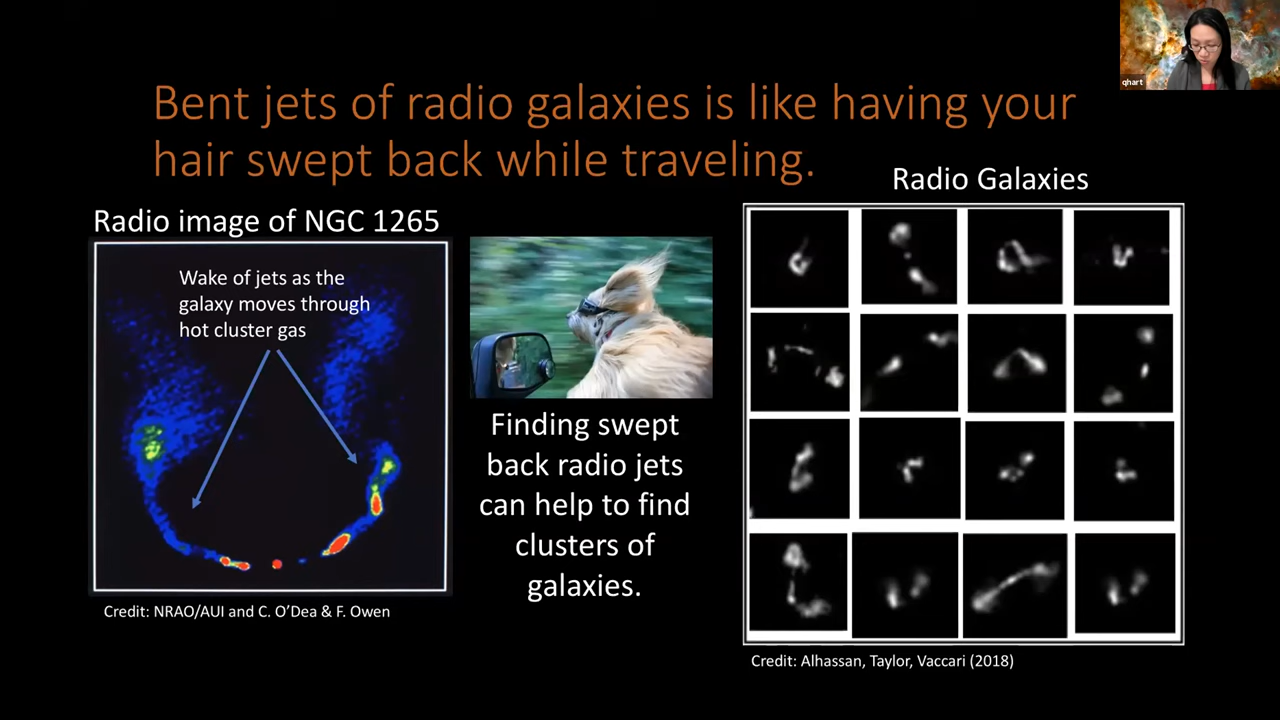 Bent jets of radio galaxies is like having your
hair swept back while traveling.
qhart
Radio image of NGC 1265
Wake of jets as the
galaxy moves through
hot cluster gas
Credit: NRAO/AUI and C. O’Dea & F. Owen
Finding swept
back radio jets
can help to find
clusters of
galaxies.
Radio Galaxies
Credit: Alhassan, Taylor, Vaccari (2018)